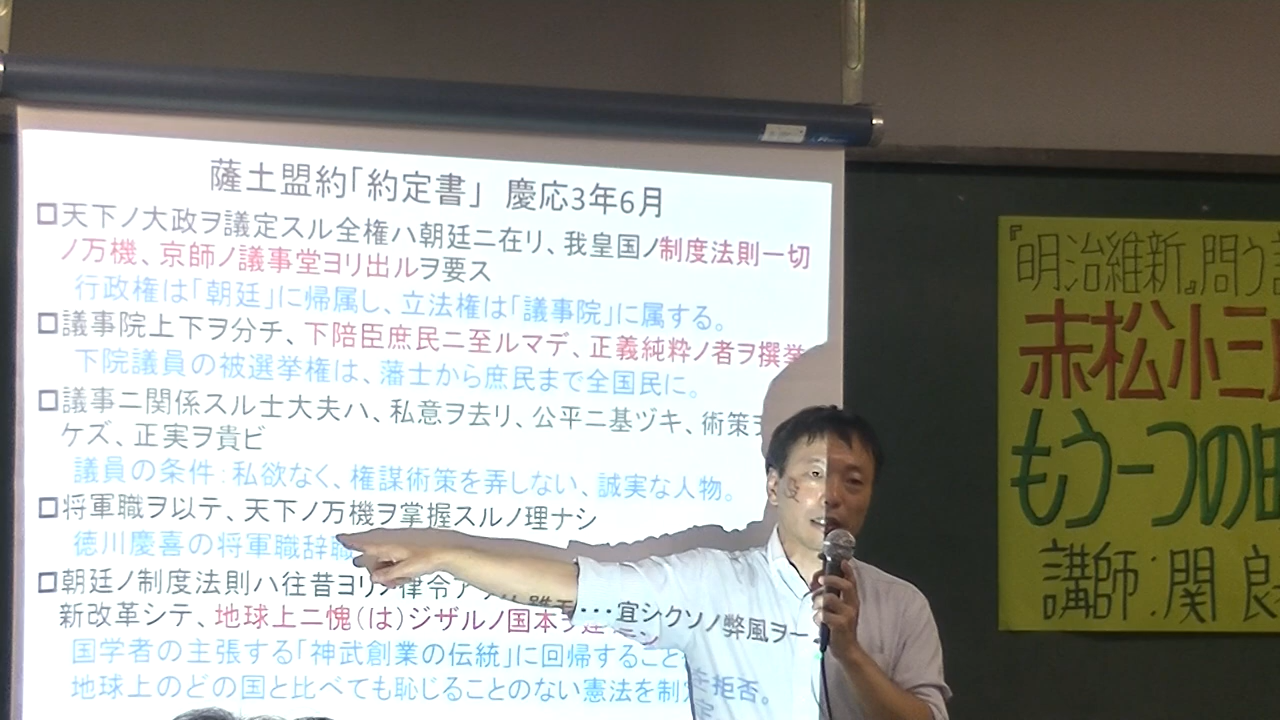 薩土盟約「約定書」 慶応3年6月
天下ノ大政ヲ議定スル全権ハ朝廷ニ在リ、我皇国ノ制度法則一切
ノ万機、京師ノ議事堂ヨリ出ルヲ要ス
行政権は「朝廷」に帰属し、立法権は「議事院」に属する。
議事院上下ヲ分チ、下陪臣庶民ニ至ルマデ、正義純粋ノ者ヲ撰挙
下院議員の被選挙権は、藩士から庶民まで全国民に。
議事ニ関係スル士大夫ハ、私意ヲ去リ、公平ニ基ヅキ、術策ヲ
ケズ、正実ヲ貴ビ
議員の条件:私欲なく、権謀術策を弄しない、誠実な人物。
将軍職ヲ以テ、天下ノ万機ヲ掌握スルノ理ナシ
徳川慶喜の将軍職辞職
朝廷ノ制度法則ハ往昔ヨリノ律令ア
・・・宜シクソノ弊風ヲ一
新改革シテ、地球上ニ愧(は)ジザルノ国本ヲ
国学者の主張する「神武創業の伝統」に回帰すること
を拒否。
地球上のどの国と比べても恥じることのない憲法を制定
『明治維新』問う
赤松小三郎
もう一つの
講師:関良